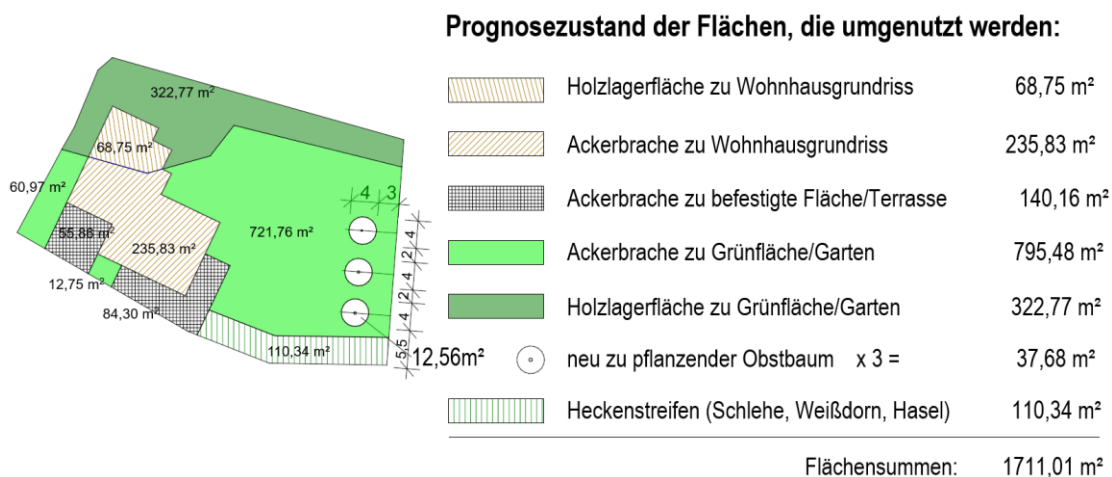 Prognosezustand der Flächen, die umgenutzt werden:
Holzlagerfläche zu Wohnhausgrundriss 68,75 m²
Ackerbrache zu Wohnhausgrundriss 235,83 m²
Ackerbrache zu befestigte Fläche/Terrasse 140,16 m²
Ackerbrache zu Grünfläche/Garten 795,48 m²
Holzlagerfläche zu Grünfläche/Garten 322,77 m²
12,56m² neu zu pflanzender Obstbaum x 3 = 37,68 m²
Heckenstreifen (Schlehe, Weißdorn, Hasel) 110,34 m²
Flächensummen: 1711,01 m²
322,77 m²
68,75 m²
60,97 m²
4 3
721,76 m²
55,88 m²
235,83 m²
12,75 m²
84,30 m²
110,34 m²
4
2
4
2
4
5,5